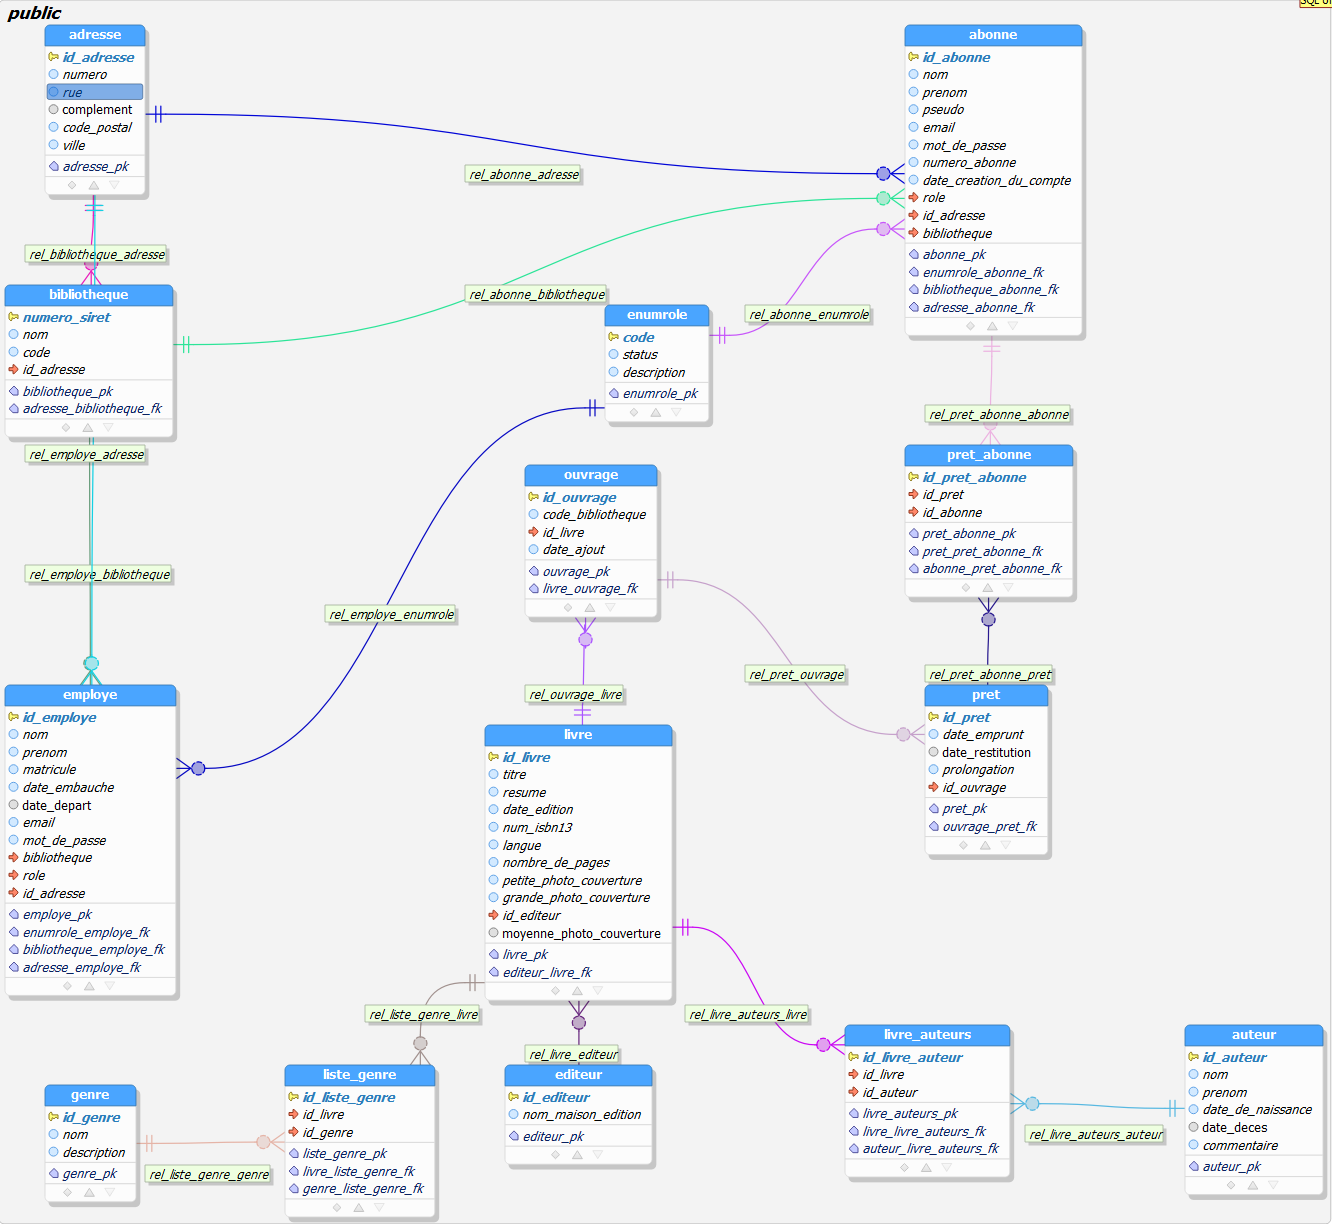 public
adresse
id_adresse
numero
rue
complement
code_postal
ville
adresse_pk
abonne
id_abonne
nom
prenom
pseudo
email
mot_de_passe
numero_abonne
date_creation_du_compte
role
id_adresse
bibliotheque
abonne_pk
enumrole_abonne_fk
bibliotheque_abonne_fk
adresse_abonne_fk
rel_abonne_adresse
rel_bibliotheque_adresse
bibliotheque
numero_siret
nom
code
id_adresse
bibliotheque_pk
adresse_bibliotheque_fk
rel_abonne_bibliotheque
enumrole
code
status
description
enumrole_pk
rel_abonne_enumrole
rel_pret_abonne_abonne
rel_employe_adresse
rel_employe_bibliotheque
ouvrage
id_ouvrage
code_bibliotheque
id_livre
date_ajout
ouvrage_pk
livre_ouvrage_fk
pret_abonne
id_pret_abonne
id_pret
id_abonne
pret_abonne_pk
pret_pret_abonne_fk
abonne_pret_abonne_fk
rel_employe_enumrole
rel_pret_ouvrage
rel_pret_abonne_pret
rel_ouvrage_livre
employe
id_employe
nom
prenom
matricule
date_embauche
date_depart
email
mot_de_passe
bibliotheque
role
id_adresse
employe_pk
enumrole_employe_fk
bibliotheque_employe_fk
adresse_employe_fk
livre
id_livre
titre
resume
date_edition
num_isbn13
langue
nombre_de_pages
petite_photo_couverture
grande_photo_couverture
id_editeur
moyenne_photo_couverture
livre_pk
editeur_livre_fk
pret
id_pret
date_emprunt
date_restitution
prolongation
id_ouvrage
pret_pk
ouvrage_pret_fk
rel_liste_genre_livre
rel_livre_editeur
rel_livre_auteurs_livre
genre
id_genre
nom
description
genre_pk
rel_liste_genre_genre
liste_genre
id_liste_genre
id_livre
id_genre
liste_genre_pk
livre_liste_genre_fk
genre_liste_genre_fk
editeur
id_editeur
nom_maison_edition
editeur_pk
livre_auteurs
id_livre_auteur
id_livre
id_auteur
livre_auteurs_pk
livre_livre_auteurs_fk
auteur_livre_auteurs_fk
rel_livre_auteurs_auteur
auteur
id_auteur
nom
prenom
date_de_naissance
date_deces
commentaire
auteur_pk